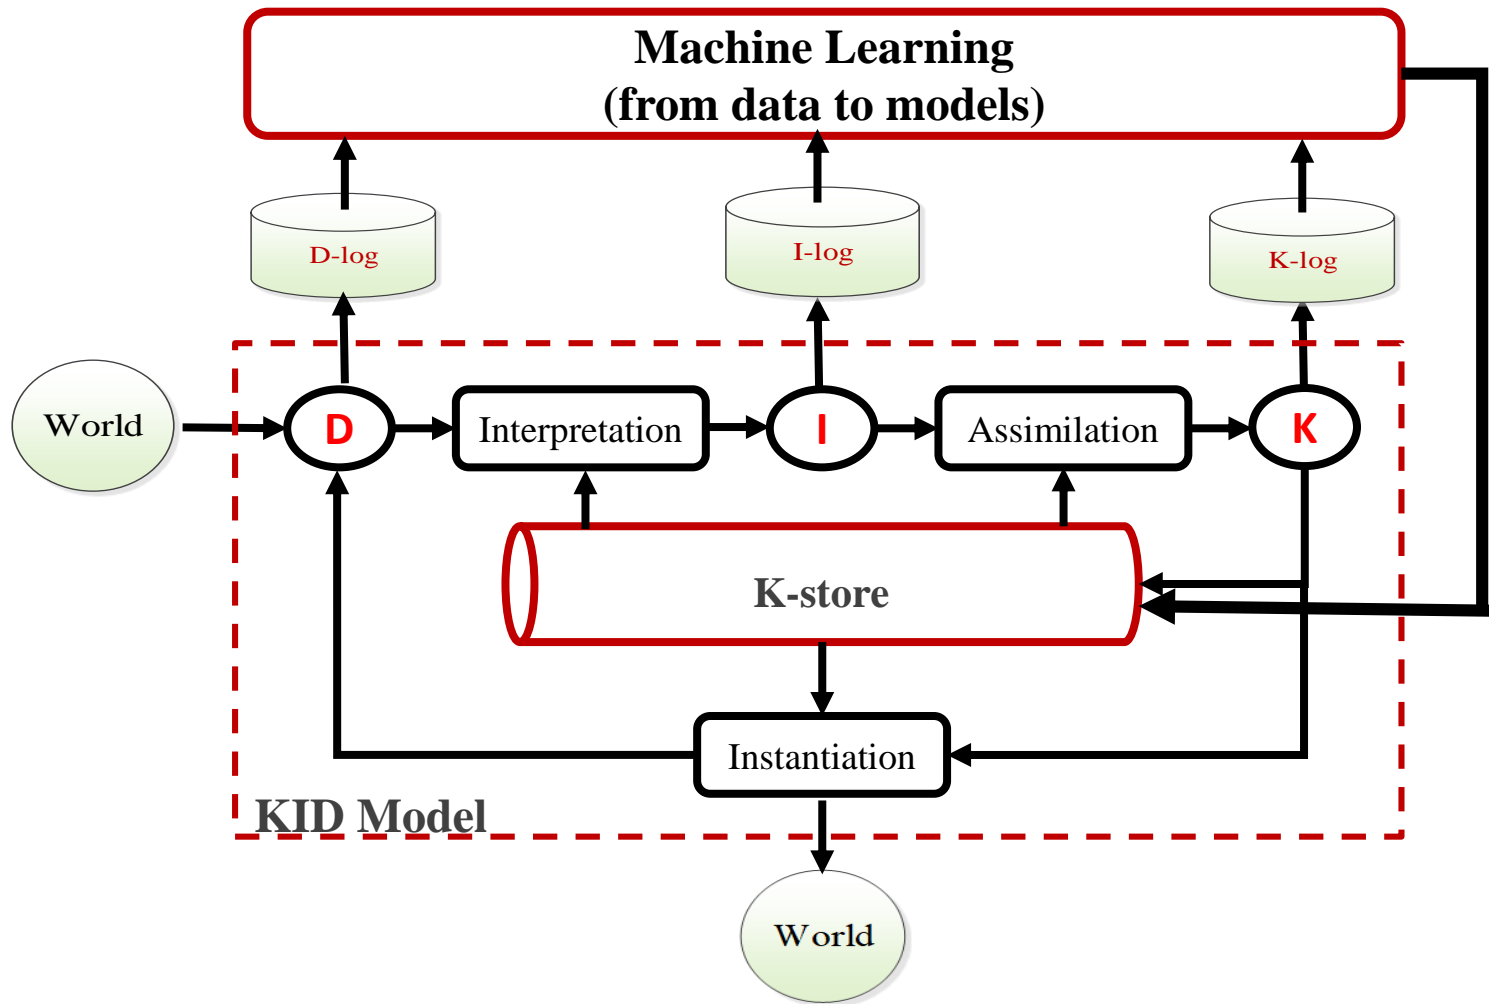 Machine Learning
(from data to models)
D-log
I-log
K-log
World
D
Interpretation
I
Assimilation
K
K-store
Instantiation
KID Model
World